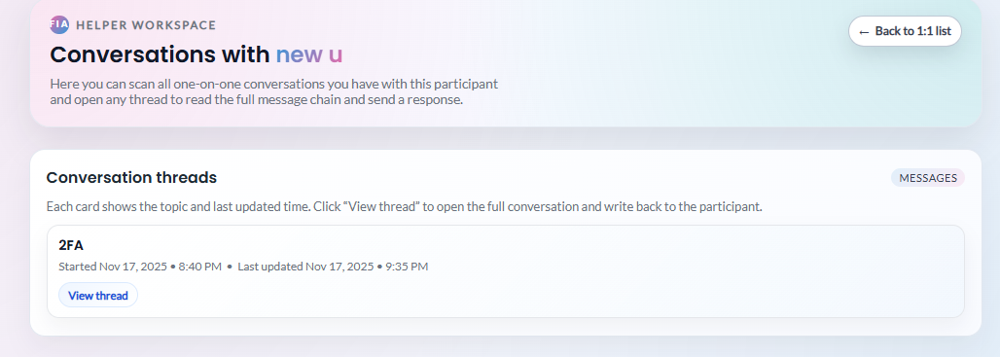 FIA HELPER WORKSPACE
← Back to 1:1 list
Conversations with new u
Here you can scan all one-on-one conversations you have with this participant
and open any thread to read the full message chain and send a response.
Conversation threads
MESSAGES
Each card shows the topic and last updated time. Click “View thread” to open the full conversation and write back to the participant.
2FA
Started Nov 17, 2025 • 8:40 PM • Last updated Nov 17, 2025 • 9:35 PM
View thread